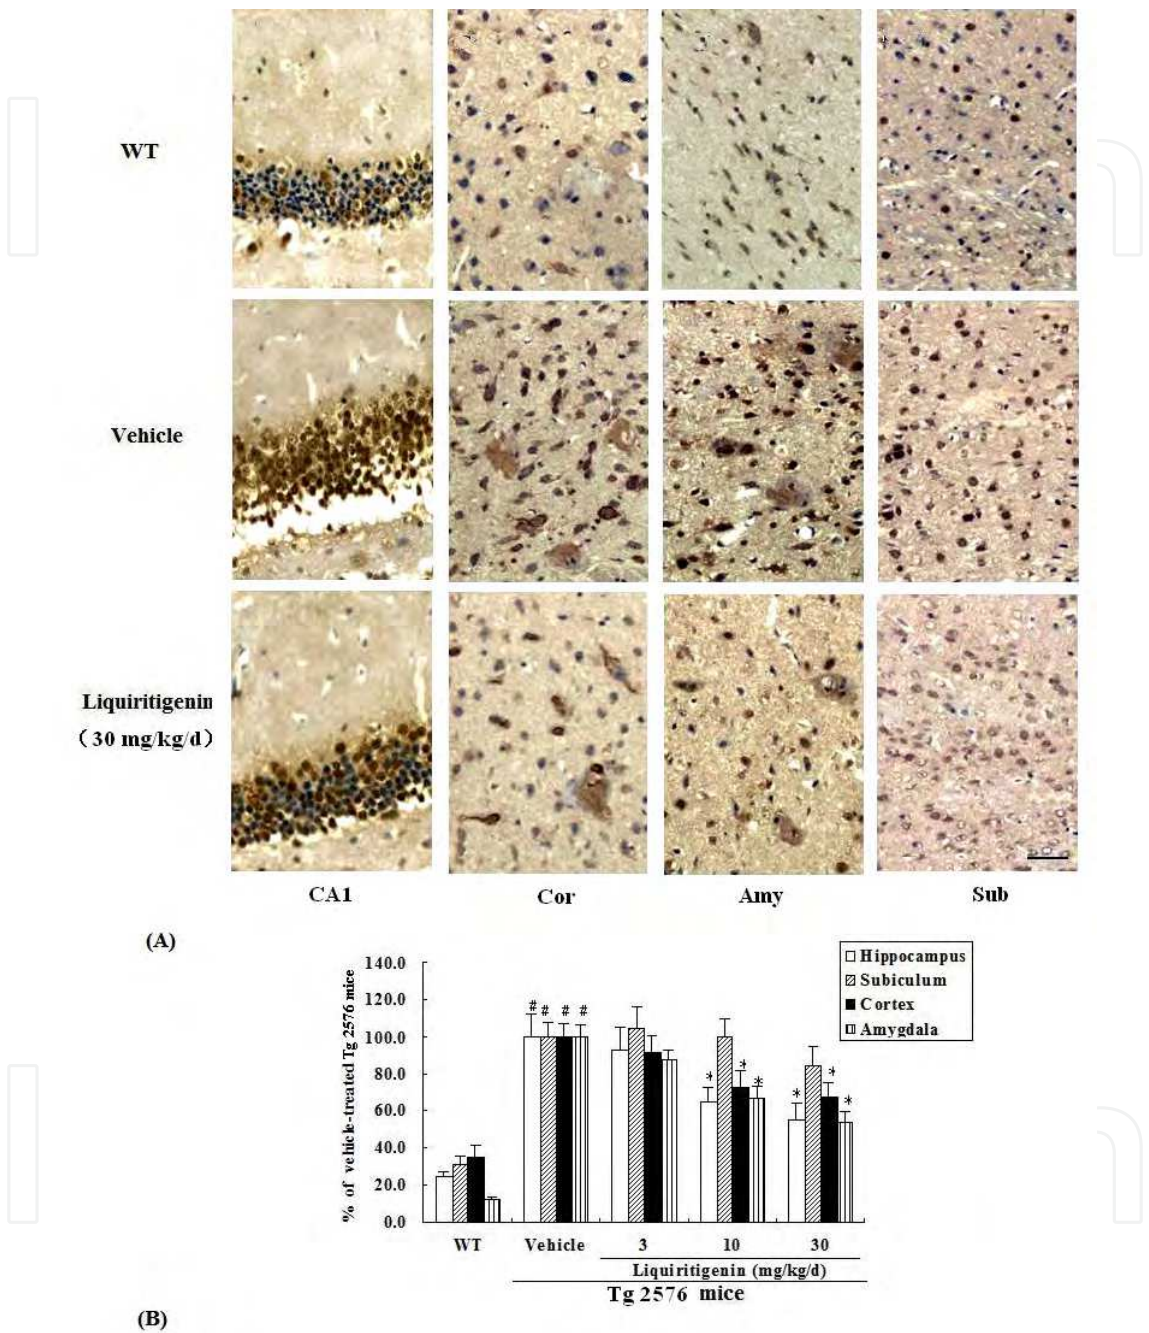 WT
Vehicle
Liquiritigenin
（30 mg/kg/d）
CA1 Cor Amy Sub
(A)
% of vehicle-treated Tg 2576 mice
140.0
120.0
100.0
80.0
60.0
40.0
20.0
0.0
Hippocampus
Subiculum
Cortex
Amygdala
# # # #
* * *
* * *
WT Vehicle 3 10 30
Liquiritigenin (mg/kg/d)
Tg 2576 mice
(B)